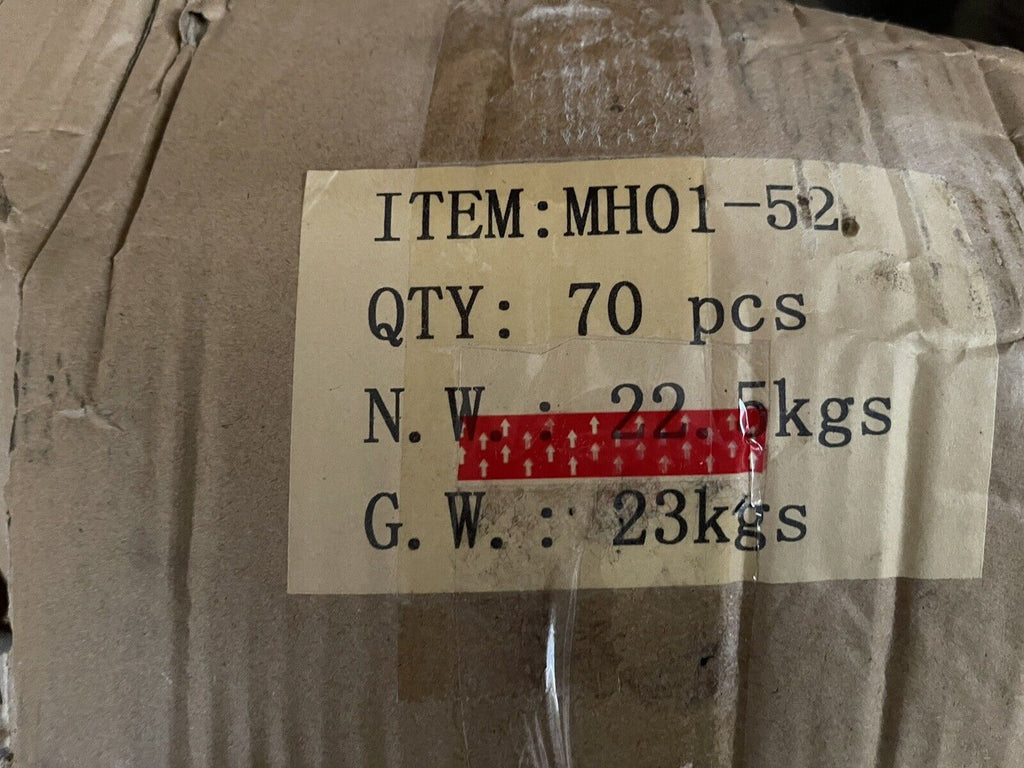 ITEM:MH01-52
QTY: 70 pcs
N.W.: 22.5kgs
G.W.: 23kgs